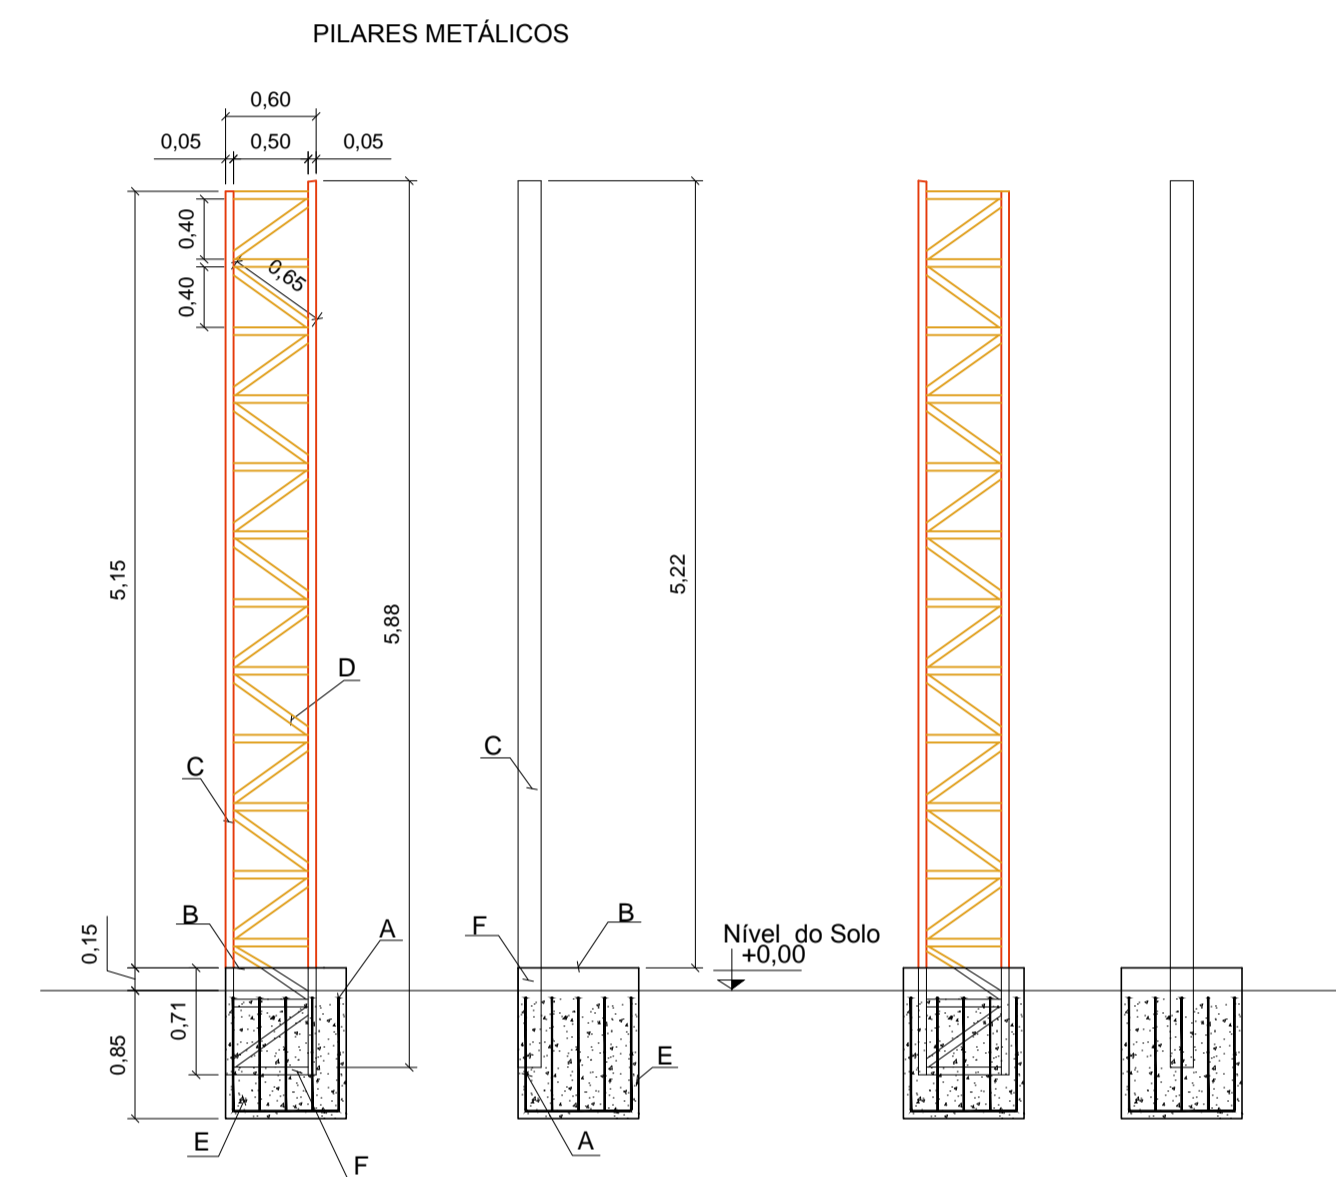 PILARES METÁLICOS
0,60
0,05 0,50 0,05
0,40
0,65
0,40
5,15
5,88
5,22
D
C
C
B
A
F
B
Nível do Solo
+0,00
0,15
0,71
0,85
E
E
A
F